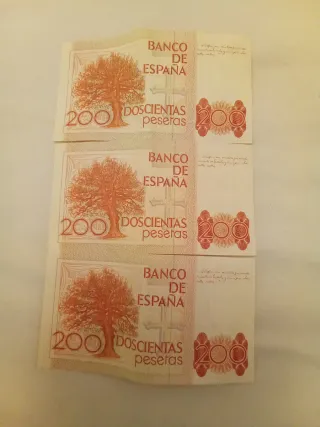 BANCO
DE
ESPAÑA
200
DOSCIENTAS
pesetas
200
BANCO
DE
ESPAÑA
200
DOSCIENTAS
pesetas
200
BANCO
DE
ESPAÑA
200
DOSCIENTAS
pesetas
200